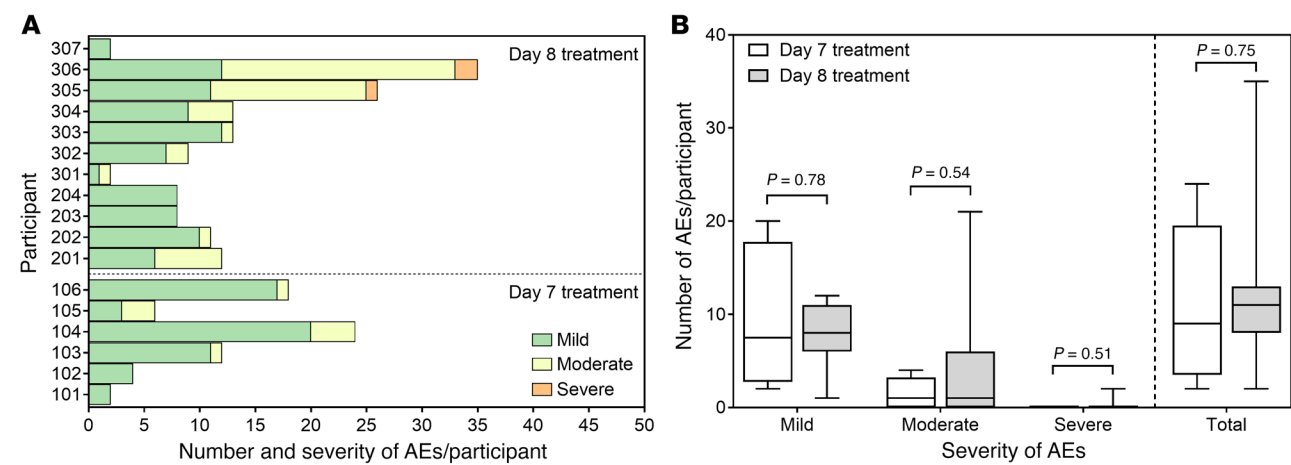 A
Day 8 treatment
307
306
305
304
303
302
301
204
203
202
201
Participant
Day 7 treatment
106
105
104
103
102
101
Mild
Moderate
Severe
0 5 10 15 20 25 30 35 40 45 50
Number and severity of AEs/participant
B
Day 7 treatment
Day 8 treatment
P = 0.78
P = 0.54
P = 0.51
P = 0.75
40
30
20
10
0
Number of AEs/participant
Mild Moderate Severe Total
Severity of AEs